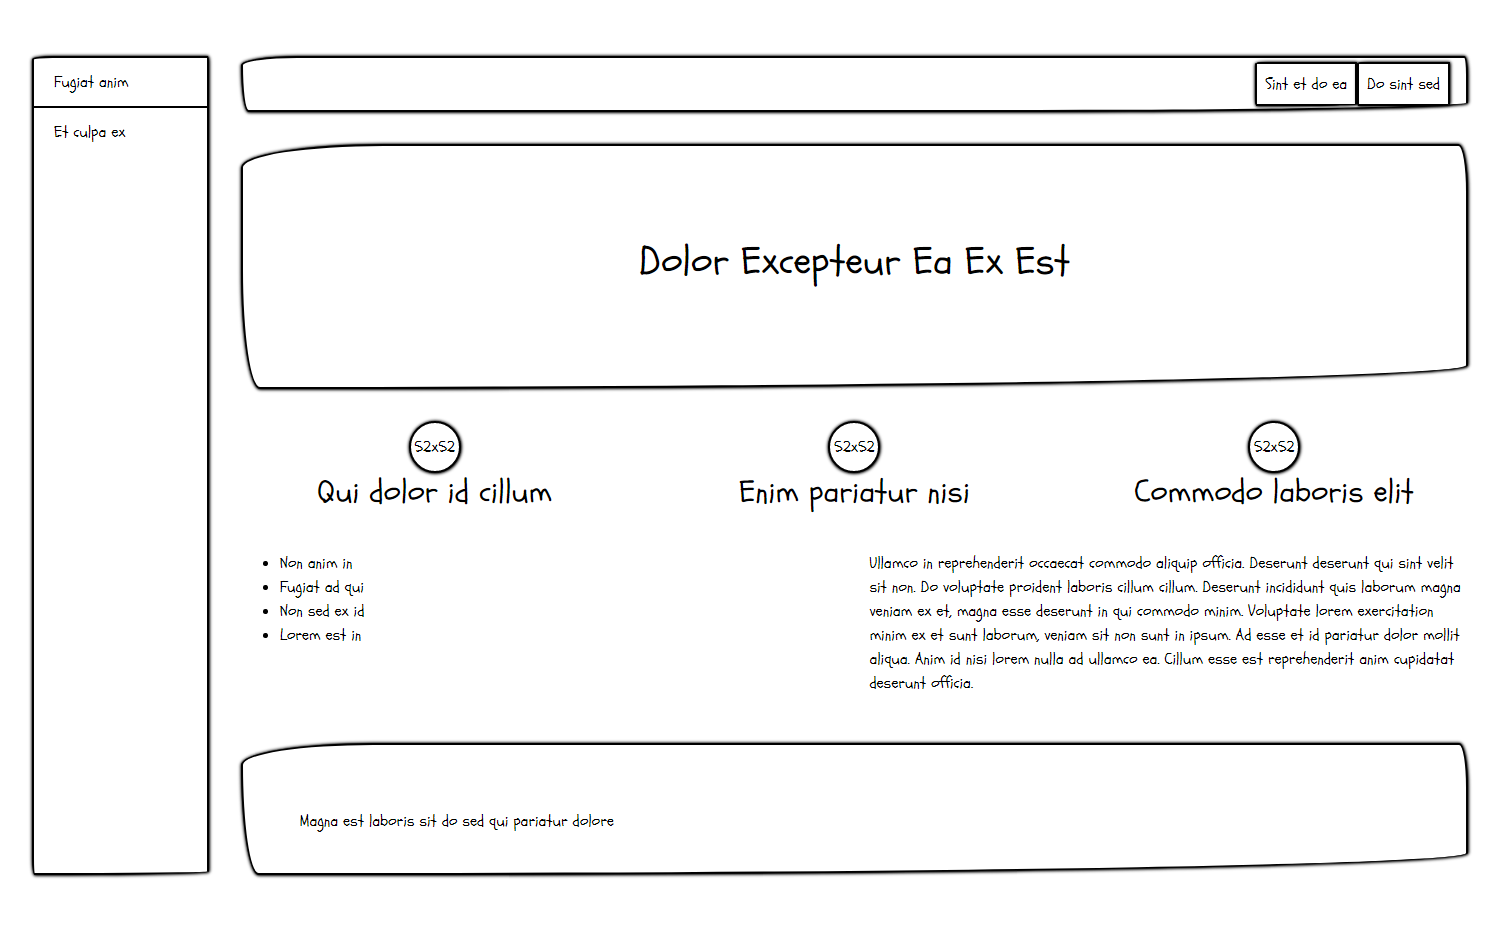 Fugiat anim
Et culpa ex
Sint et do ea
Do sint sed
Dolor Excepteur Ea Ex Est
52x52
Qui dolor id cillum
52x52
Enim pariatur nisi
52x52
Commodo laboris elit
Non anim in
Fugiat ad qui
Non sed ex id
Lorem est in
Ullamco in reprehenderit occaecat commodo aliquip officia. Deserunt deserunt qui sint velit
sit non. Do voluptate proident laboris cillum cillum. Deserunt incididunt quis laborum magna
veniam ex et, magna esse deserunt in qui commodo minim. Voluptate lorem exercitation
minim ex et sunt laborum, veniam sit non sunt in ipsum. Ad esse et id pariatur dolor mollit
aliqua. Anim id nisi lorem nulla ad ullamco ea. Cillum esse est reprehenderit anim cupidatat
deserunt officia.
Magna est laboris sit do sed qui pariatur dolore